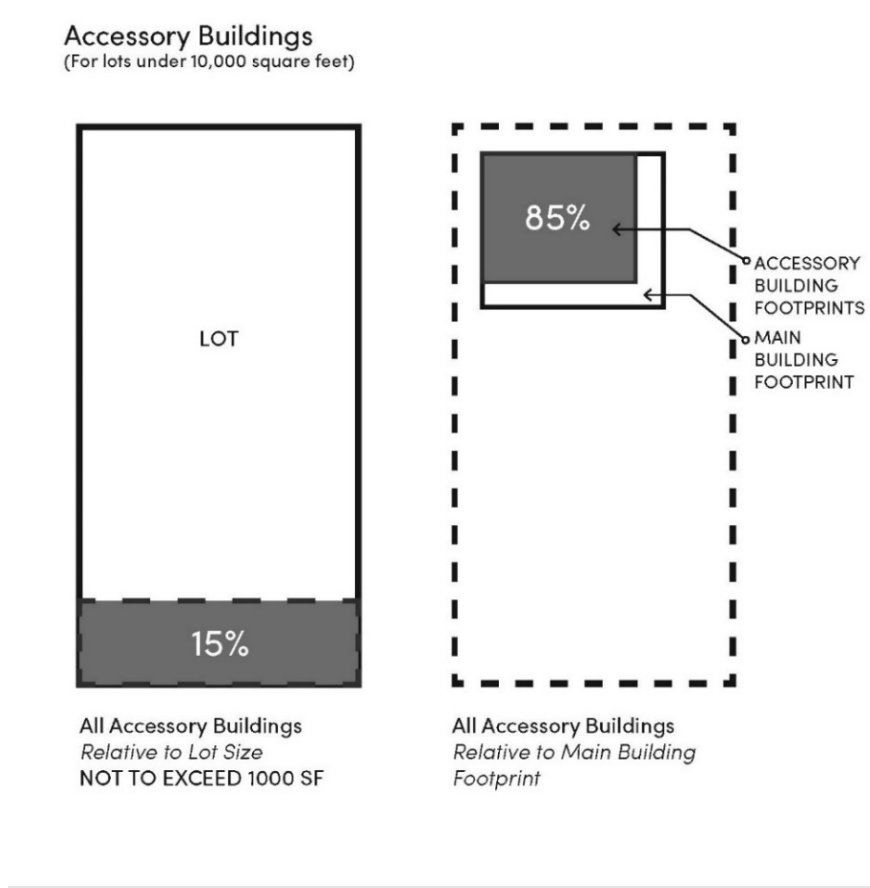 Accessory Buildings
(For lots under 10,000 square feet)
LOT
15%
All Accessory Buildings
Relative to Lot Size
NOT TO EXCEED 1000 SF
85%
ACCESSORY
BUILDING
FOOTPRINTS
MAIN
BUILDING
FOOTPRINT
All Accessory Buildings
Relative to Main Building
Footprint